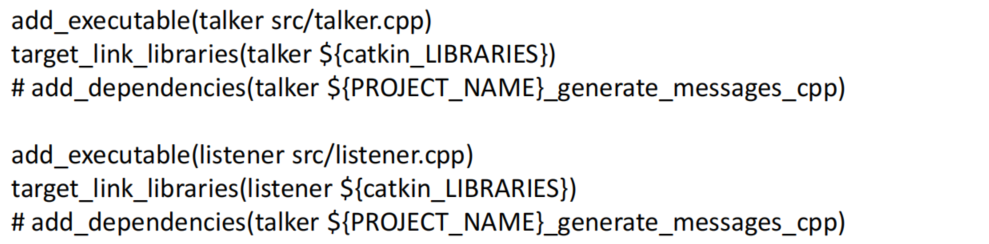 add_executable(talker src/talker.cpp)
target_link_libraries(talker ${catkin_LIBRARIES})
# add_dependencies(talker ${PROJECT_NAME}_generate_messages_cpp)
add_executable(listener src/listener.cpp)
target_link_libraries(listener ${catkin_LIBRARIES})
# add_dependencies(talker ${PROJECT_NAME}_generate_messages_cpp)